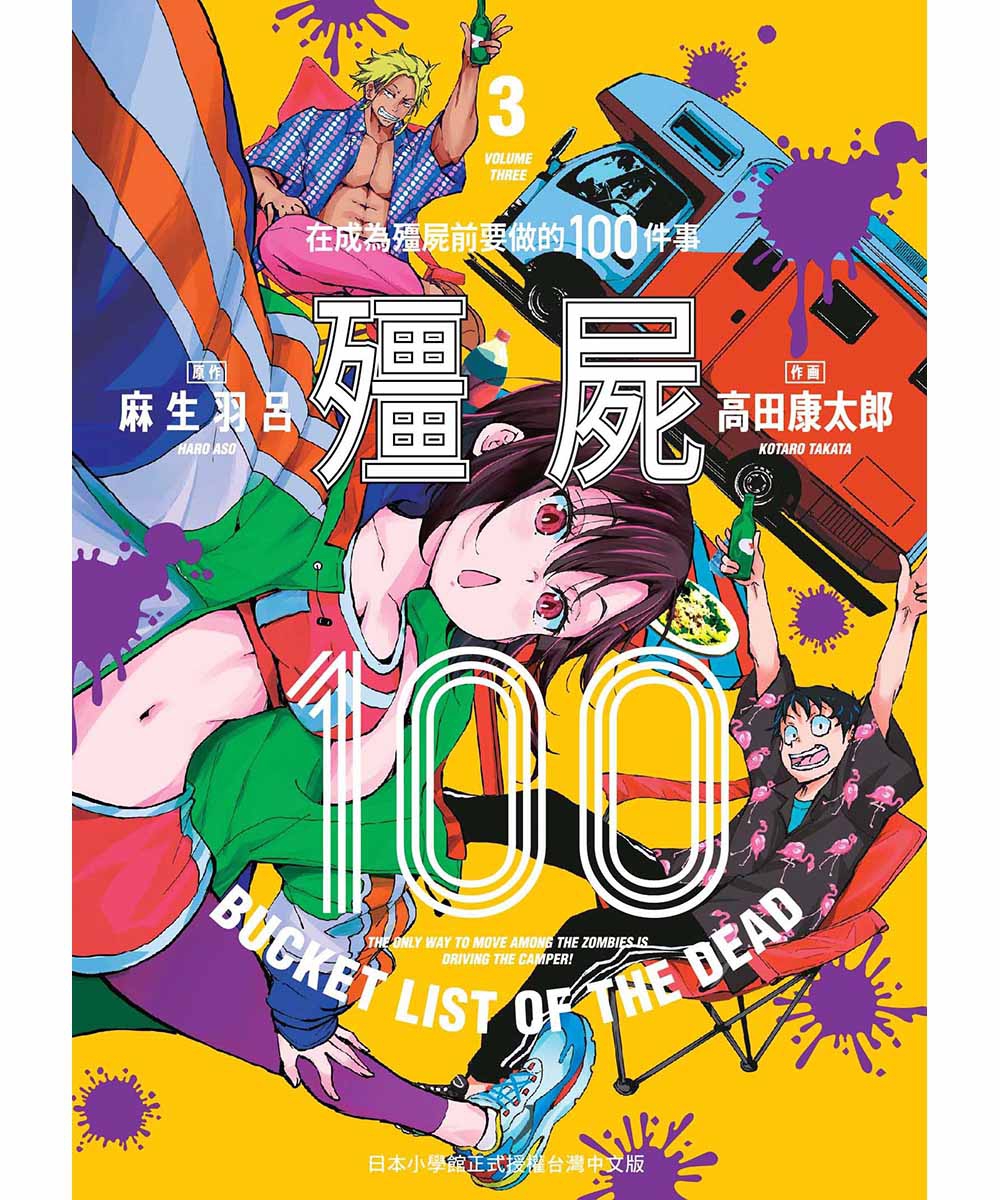 3
VOLUME
THREE
在成為殭屍前要做的100件事
殭屍
原作
麻生羽呂
HARO ASO
作画
高田康太郎
KOTARO TAKATA
100
THE ONLY WAY TO MOVE AMONG THE ZOMBIES IS
DRIVING THE CAMPER!
BUCKET LIST OF THE DEAD
日本小學館正式授權台灣中文版